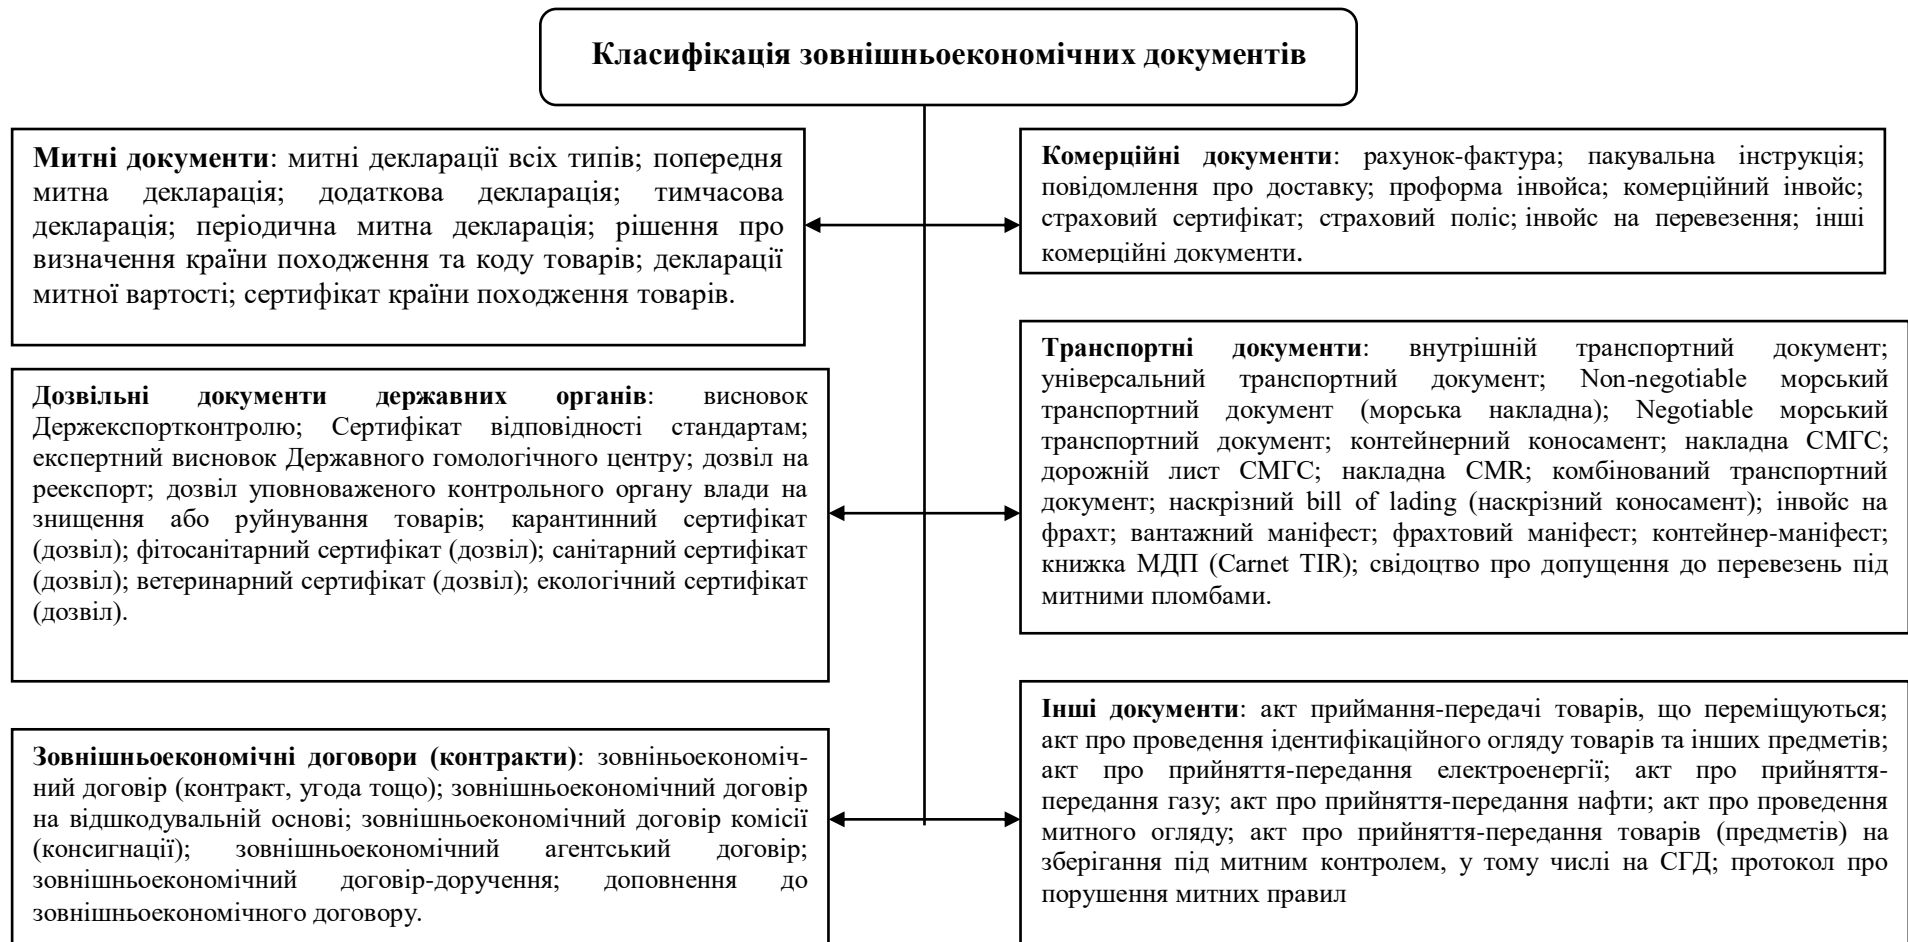 Класифікація зовнішньоекономічних документів
Митні документи: митні декларації всіх типів; попередня
митна декларація; додаткова декларація; тимчасова
декларація; періодична митна декларація; рішення про
визначення країни походження та коду товарів; декларації
митної вартості; сертифікат країни походження товарів.
Комерційні документи: рахунок-фактура; пакувальна інструкція;
повідомлення про доставку; проформа інвойса; комерційний інвойс;
страховий сертифікат; страховий поліс; інвойс на перевезення; інші
комерційні документи.
Дозвільні документи державних органів: висновок
Держекспортконтролю; Сертифікат відповідності стандартам;
експертний висновок Державного гомологічного центру; дозвіл на
реекспорт; дозвіл уповноваженого контрольного органу влади на
знищення або руйнування товарів; карантинний сертифікат
(дозвіл); фітосанітарний сертифікат (дозвіл); санітарний сертифікат
(дозвіл); ветеринарний сертифікат (дозвіл); екологічний сертифікат
(дозвіл).
Транспортні документи: внутрішній транспортний документ;
універсальний транспортний документ; Non-negotiable морський
транспортний документ (морська накладна); Negotiable морський
транспортний документ; контейнерний коносамент; накладна СМГС;
дорожній лист СМГС; накладна CMR; комбінований транспортний
документ; наскрізний bill of lading (наскрізний коносамент); інвойс на
фрахт; вантажний маніфест; фрахтовий маніфест; контейнер-маніфест;
книжка МДП (Carnet TIR); свідоцтво про допущення до перевезень під
митними пломбами.
Зовнішньоекономічні договори (контракти): зовніньоекономіч-
ний договір (контракт, угода тощо); зовнішньоекономічний договір
на відшкодувальній основі; зовнішньоекономічний договір комісії
(консигнації); зовнішньоекономічний агентський договір;
зовнішньоекономічний договір-доручення; доповнення до
зовнішньоекономічного договору.
Інші документи: акт приймання-передачі товарів, що переміщуються;
акт про проведення ідентифікаційного огляду товарів та інших предметів;
акт про прийняття-передання електроенергії; акт про прийняття-
передання газу; акт про прийняття-передання нафти; акт про проведення
митного огляду; акт про прийняття-передання товарів (предметів) на
зберігання під митним контролем, у тому числі на СГД; протокол про
порушення митних правил